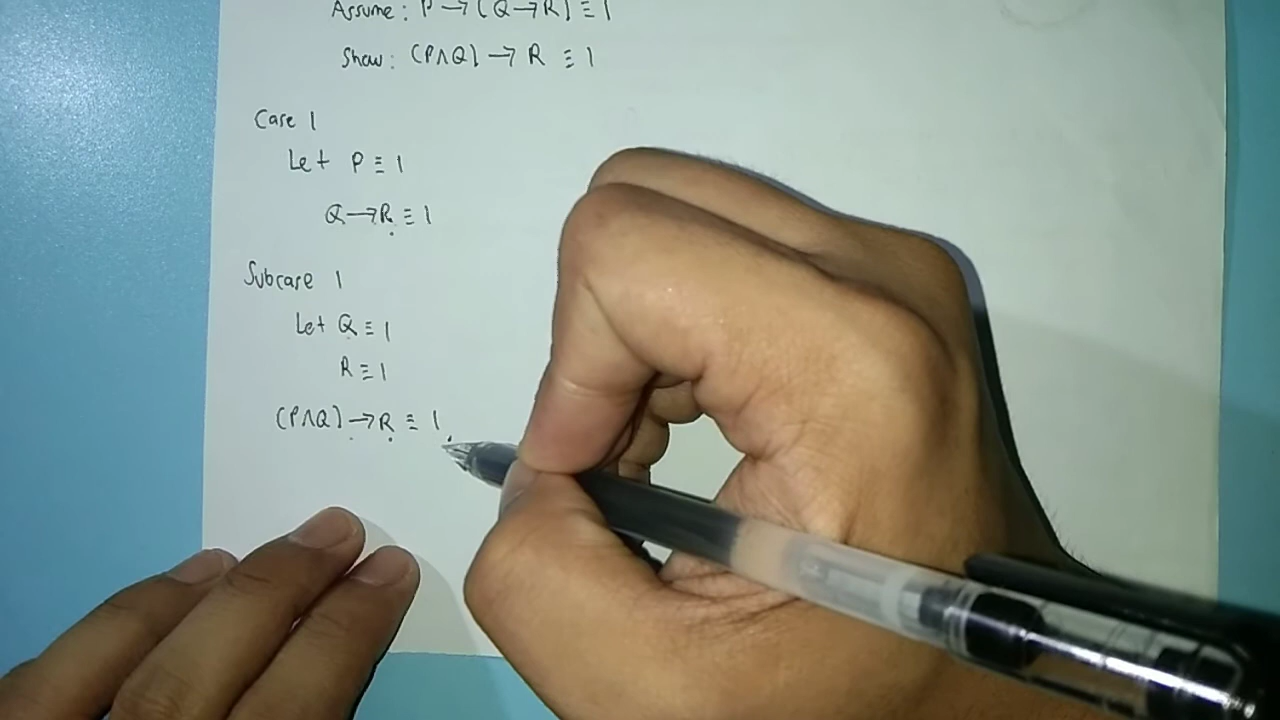 Assume: P → (Q → R) ≡ 1
Show: (P ∧ Q) → R ≡ 1
Case 1
Let P ≡ 1
Q → R ≡ 1
Subcase 1
Let Q ≡ 1
R ≡ 1
(P ∧ Q) → R ≡ 1